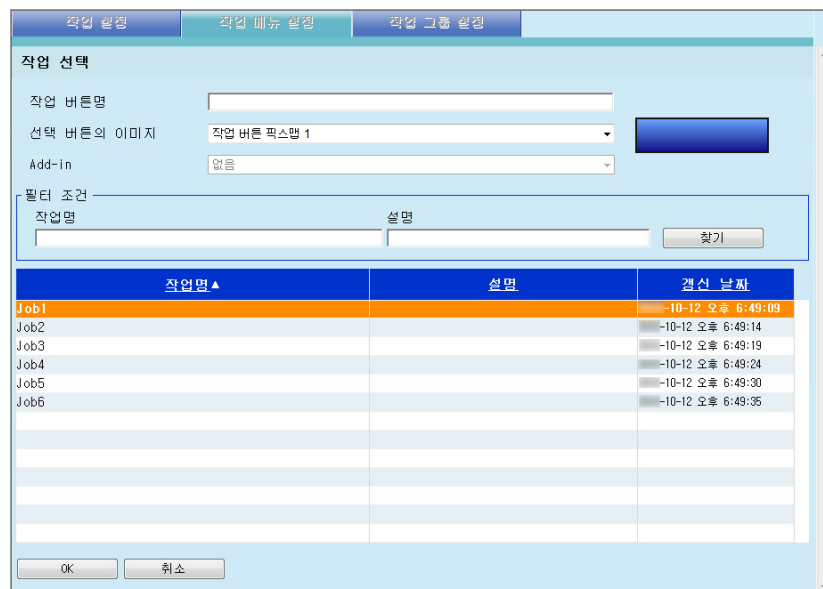 작업 설정 작업 메뉴 설정 작업 그룹 설정
작업 선택
작업 버튼명
선택 버튼의 이미지 작업 버튼 픽스맵 1
Add-in 없음
필터 조건
작업명 설명
찾기
작업명▲ 설명 갱신 날짜
Job1 -10-12 오후 6:49:09
Job2 -10-12 오후 6:49:14
Job3 -10-12 오후 6:49:19
Job4 -10-12 오후 6:49:24
Job5 -10-12 오후 6:49:30
Job6 -10-12 오후 6:49:35
OK 취소